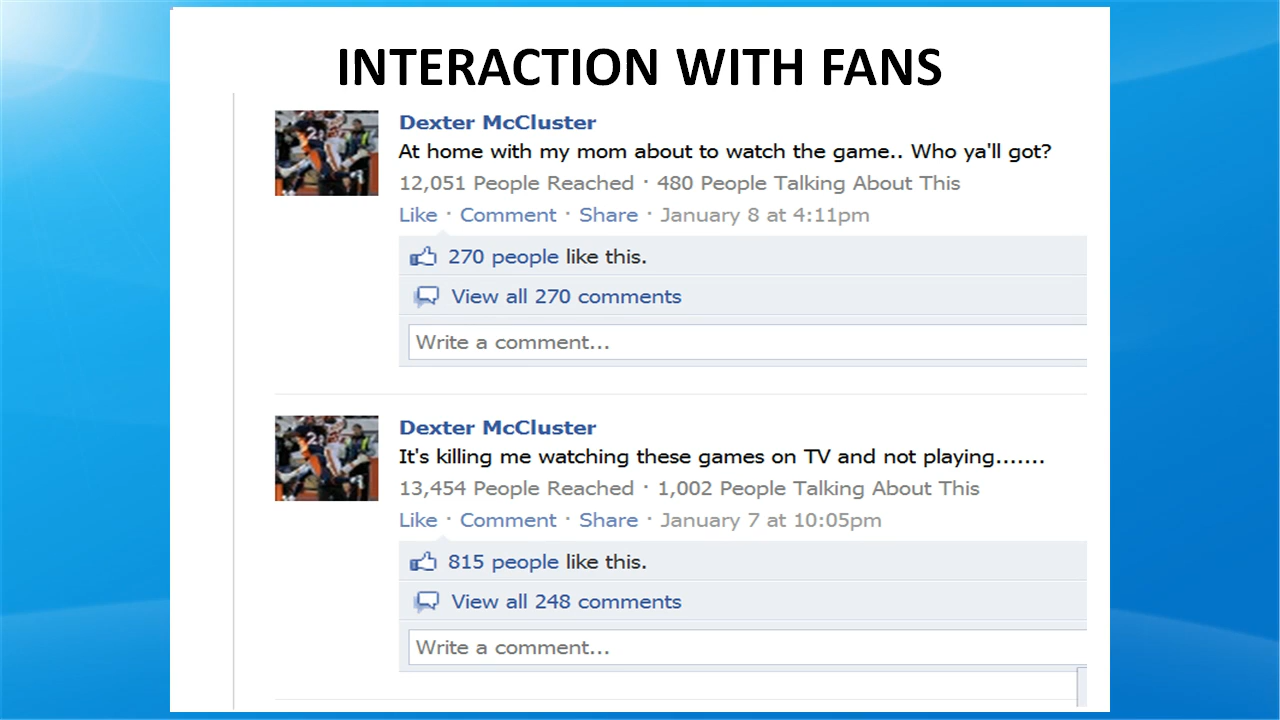 INTERACTION WITH FANS
Dexter McCluster
At home with my mom about to watch the game.. Who ya'll got?
12,051 People Reached · 480 People Talking About This
Like · Comment · Share · January 8 at 4:11pm
270 people like this.
View all 270 comments
Write a comment...
Dexter McCluster
It's killing me watching these games on TV and not playing.......
13,454 People Reached · 1,002 People Talking About This
Like · Comment · Share · January 7 at 10:05pm
815 people like this.
View all 248 comments
Write a comment...